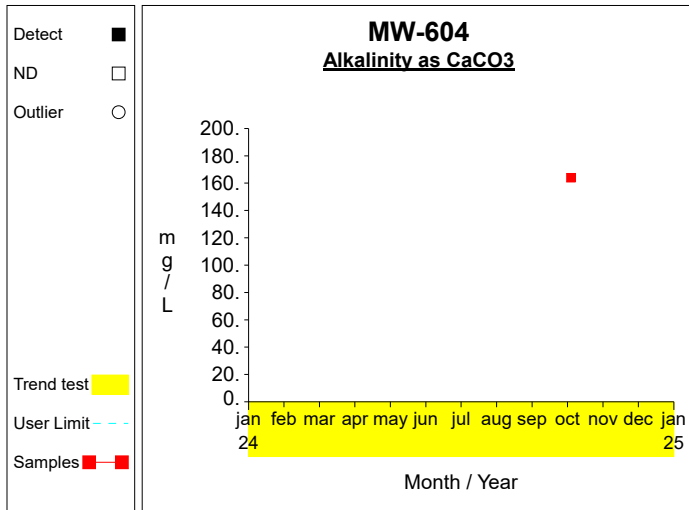 Detect
ND
Outlier
Trend test
User Limit
Samples
MW-604
Alkalinity as CaCO3
200.
180.
160.
140.
120.
100.
80.
60.
40.
20.
0.
mg/L
jan feb mar apr may jun jul aug sep oct nov dec jan
24 25
Month / Year